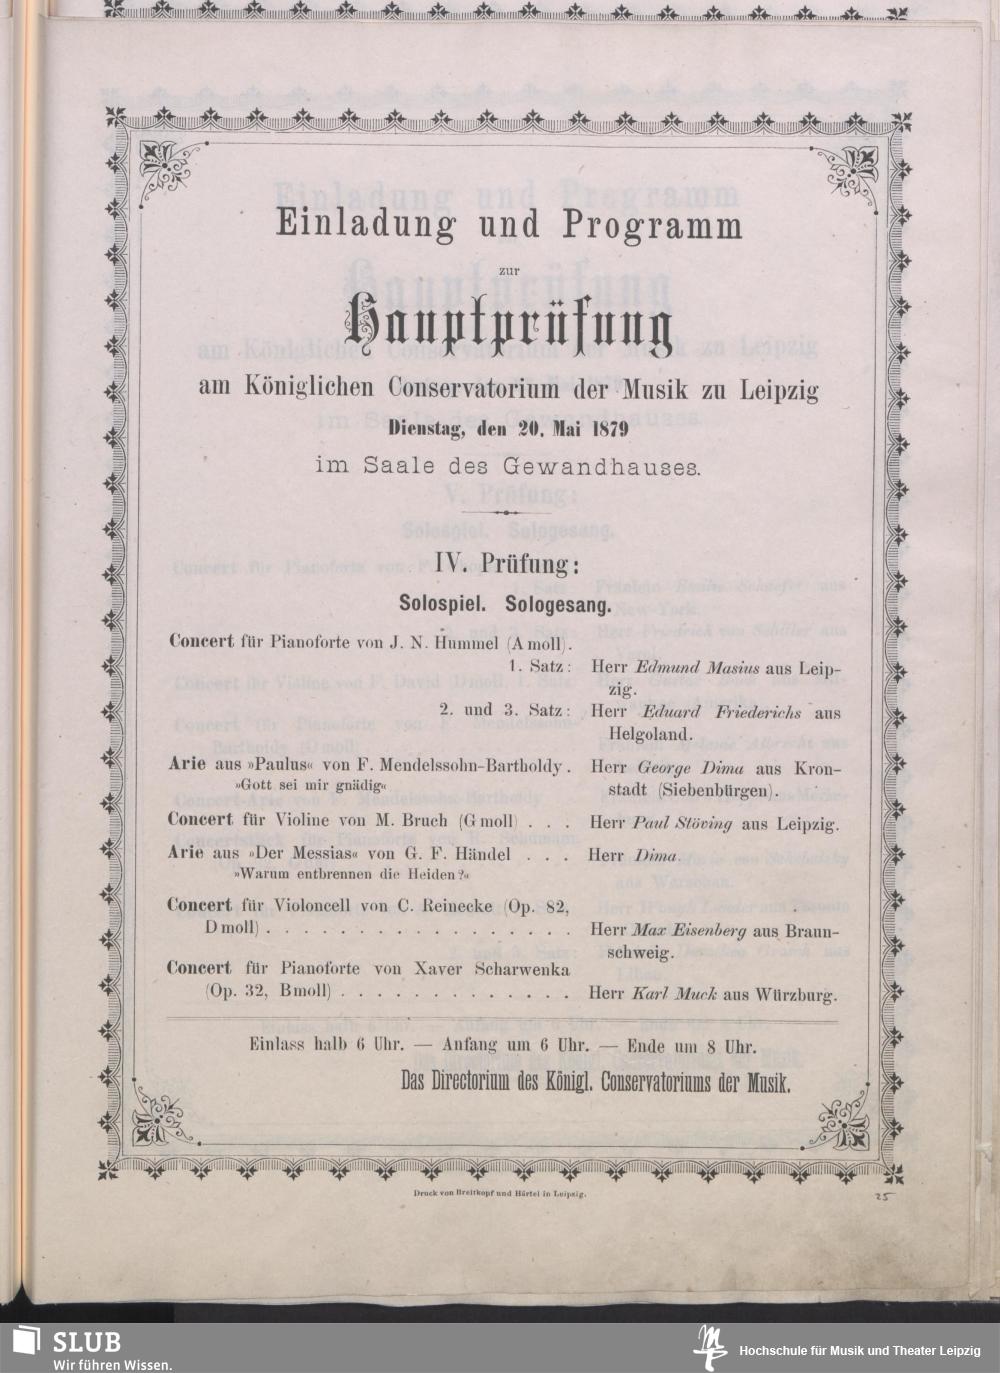 Einladung und Programm
zur
Hauptprüfung
am Königlichen Conservatorium der Musik zu Leipzig
Dienstag, den 20. Mai 1879
im Saale des Gewandhauses.
IV. Prüfung:
Solospiel. Sologesang.
Concert für Pianoforte von J. N. Hummel (A moll).
1. Satz: Herr Edmund Masius aus Leip-
zig.
2. und 3. Satz: Herr Eduard Friederichs aus
Helgoland.
Arie aus »Paulus« von F. Mendelssohn-Bartholdy. Herr George Dima aus Kron-
»Gott sei mir gnädig« stadt (Siebenbürgen).
Concert für Violine von M. Bruch (G moll) . . . Herr Paul Stöving aus Leipzig.
Arie aus »Der Messias« von G. F. Händel . . . Herr Dima.
»Warum entbrennen die Heiden?«
Concert für Violoncell von C. Reinecke (Op. 82,
D moll) . . . . . . . . . . . . . . . . Herr Max Eisenberg aus Braun-
schweig.
Concert für Pianoforte von Xaver Scharwenka
(Op. 32, B moll) . . . . . . . . . . . . Herr Karl Muck aus Würzburg.
Einlass halb 6 Uhr. — Anfang um 6 Uhr. — Ende um 8 Uhr.
Das Directorium des Königl. Conservatoriums der Musik.
Druck von Breitkopf und Härtel in Leipzig.
25
SLUB
Wir führen Wissen.
Hochschule für Musik und Theater Leipzig